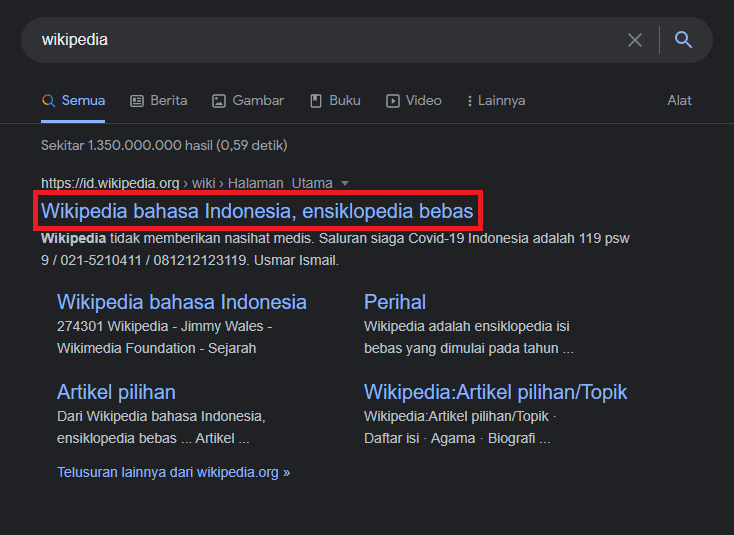 wikipedia
Semua Berita Gambar Buku Video Lainnya Alat
Sekitar 1.350.000.000 hasil (0,59 detik)
https://id.wikipedia.org › wiki › Halaman_Utama
Wikipedia bahasa Indonesia, ensiklopedia bebas
Wikipedia tidak memberikan nasihat medis. Saluran siaga Covid-19 Indonesia adalah 119 psw
9 / 021-5210411 / 081212123119. Usmar Ismail.
Wikipedia bahasa Indonesia
274301 Wikipedia - Jimmy Wales -
Wikimedia Foundation - Sejarah
Perihal
Wikipedia adalah ensiklopedia isi
bebas yang dimulai pada tahun ...
Artikel pilihan
Dari Wikipedia bahasa Indonesia,
ensiklopedia bebas ... Artikel ...
Wikipedia:Artikel pilihan/Topik
Wikipedia:Artikel pilihan/Topik ·
Daftar isi · Agama · Biografi ...
Telusuran lainnya dari wikipedia.org »